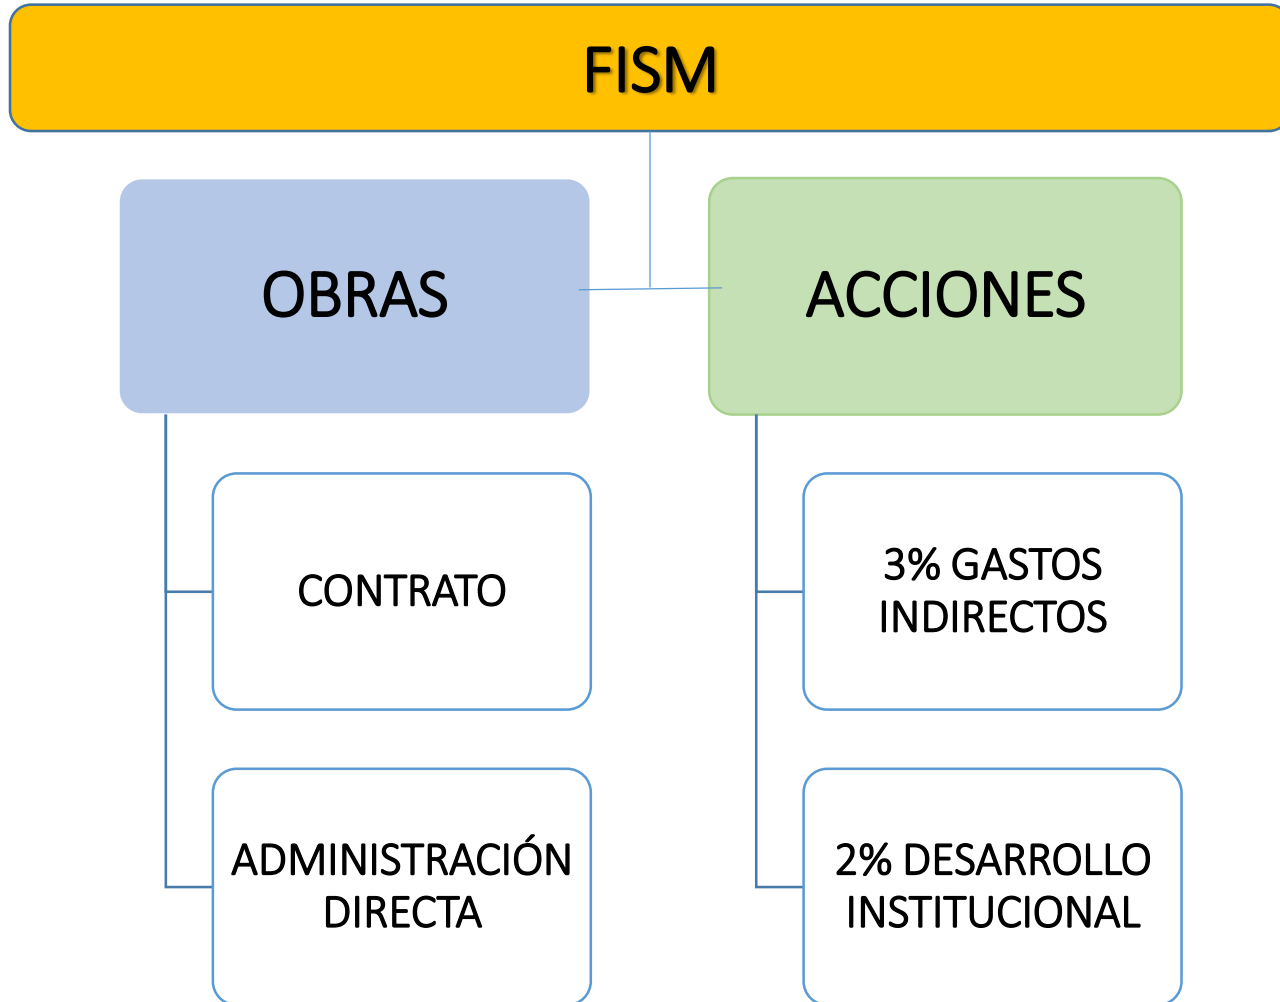 FISM
OBRAS
ACCIONES
CONTRATO
3% GASTOS
INDIRECTOS
ADMINISTRACIÓN
DIRECTA
2% DESARROLLO
INSTITUCIONAL